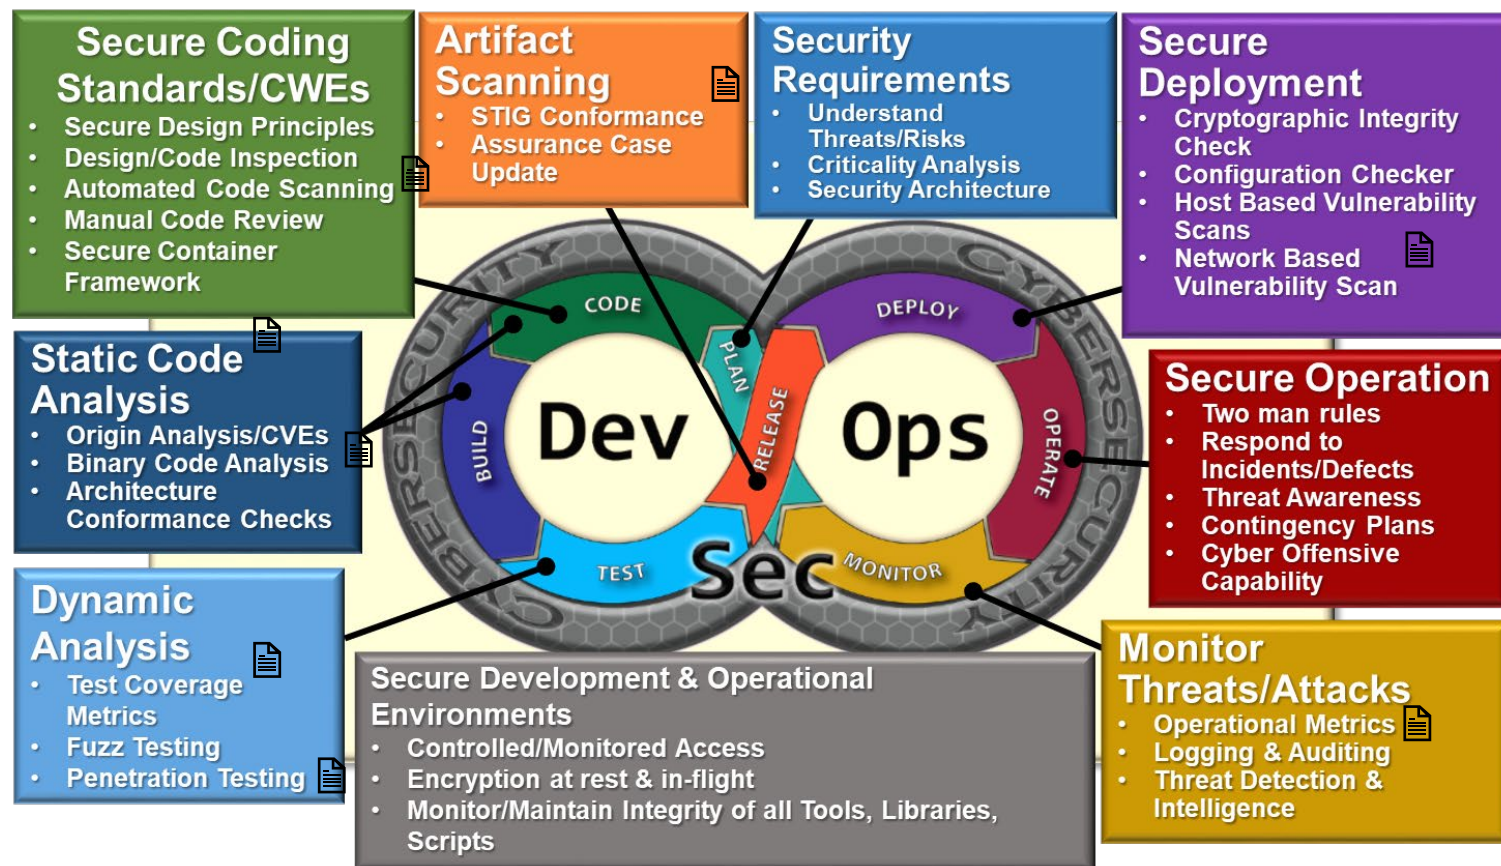 Secure Coding
Standards/CWEs
• Secure Design Principles
• Design/Code Inspection
• Automated Code Scanning
• Manual Code Review
• Secure Container
Framework
Artifact
Scanning
• STIG Conformance
• Assurance Case
Update
Security
Requirements
• Understand
Threats/Risks
• Criticality Analysis
• Security Architecture
Secure
Deployment
• Cryptographic Integrity
Check
• Configuration Checker
• Host Based Vulnerability
Scans
• Network Based
Vulnerability Scan
Static Code
Analysis
• Origin Analysis/CVEs
• Binary Code Analysis
• Architecture
Conformance Checks
CYBERSECURITY
CODE
BUILD
TEST
PLAN
RELEASE
Dev
Sec
Ops
DEPLOY
OPERATE
MONITOR
CYBERSECURITY
Secure Operation
• Two man rules
• Respond to
Incidents/Defects
• Threat Awareness
• Contingency Plans
• Cyber Offensive
Capability
Dynamic
Analysis
• Test Coverage
Metrics
• Fuzz Testing
• Penetration Testing
Secure Development & Operational
Environments
• Controlled/Monitored Access
• Encryption at rest & in-flight
• Monitor/Maintain Integrity of all Tools, Libraries,
Scripts
Monitor
Threats/Attacks
• Operational Metrics
• Logging & Auditing
• Threat Detection &
Intelligence